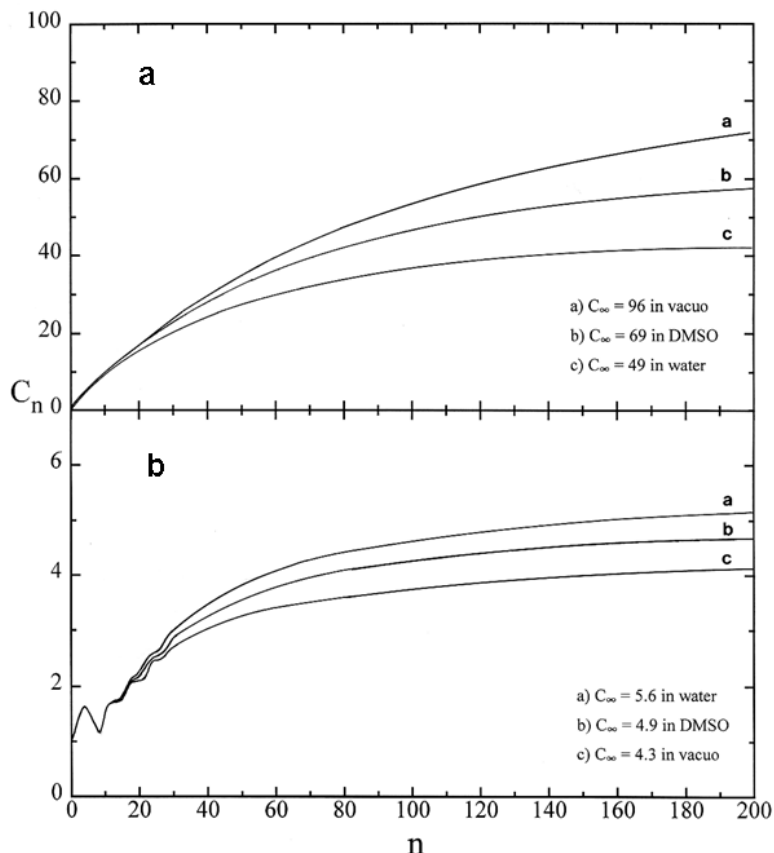 100
a
80
a
60
b
40
c
a) C∞ = 96 in vacuo
b) C∞ = 69 in DMSO
20
c) C∞ = 49 in water
Cn 0
6
b
a
b
4
c
2
a) C∞ = 5.6 in water
b) C∞ = 4.9 in DMSO
c) C∞ = 4.3 in vacuo
0
0 20 40 60 80 100 120 140 160 180 200
n